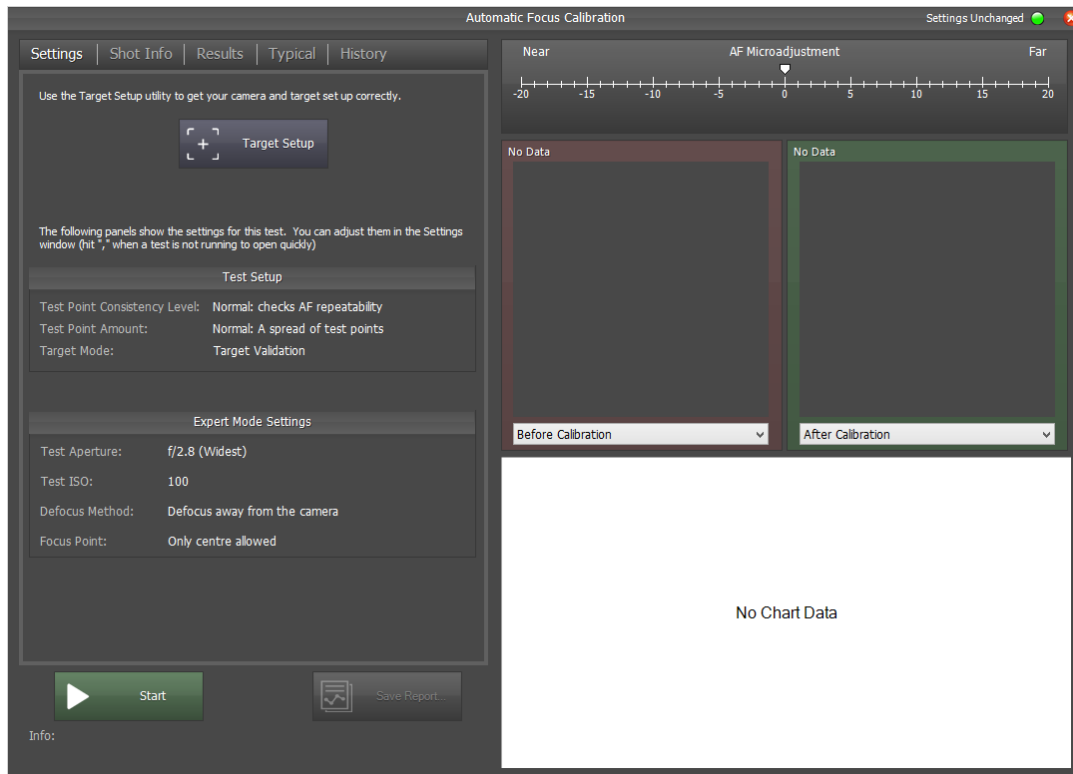 Automatic Focus Calibration
Settings Unchanged
Settings | Shot Info | Results | Typical | History
Use the Target Setup utility to get your camera and target set up correctly.
Target Setup
The following panels show the settings for this test. You can adjust them in the Settings
window (hit "," when a test is not running to open quickly)
Test Setup
Test Point Consistency Level: Normal: checks AF repeatability
Test Point Amount: Normal: A spread of test points
Target Mode: Target Validation
Expert Mode Settings
Test Aperture: f/2.8 (Widest)
Test ISO: 100
Defocus Method: Defocus away from the camera
Focus Point: Only centre allowed
Start
Save Report...
Info:
Near AF Microadjustment Far
-20 -15 -10 -5 0 5 10 15 20
No Data
Before Calibration
No Data
After Calibration
No Chart Data